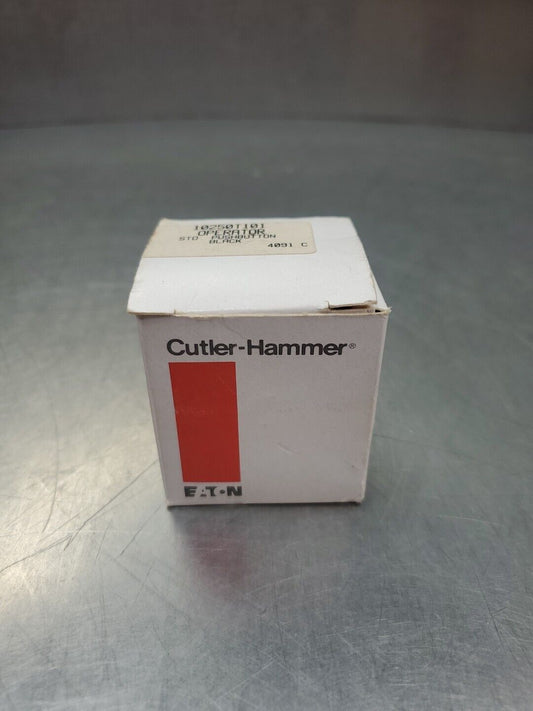 10250T101
OPERATOR
STD PUSHBUTTON
BLACK
4091 C
Cutler-Hammer®
EATON